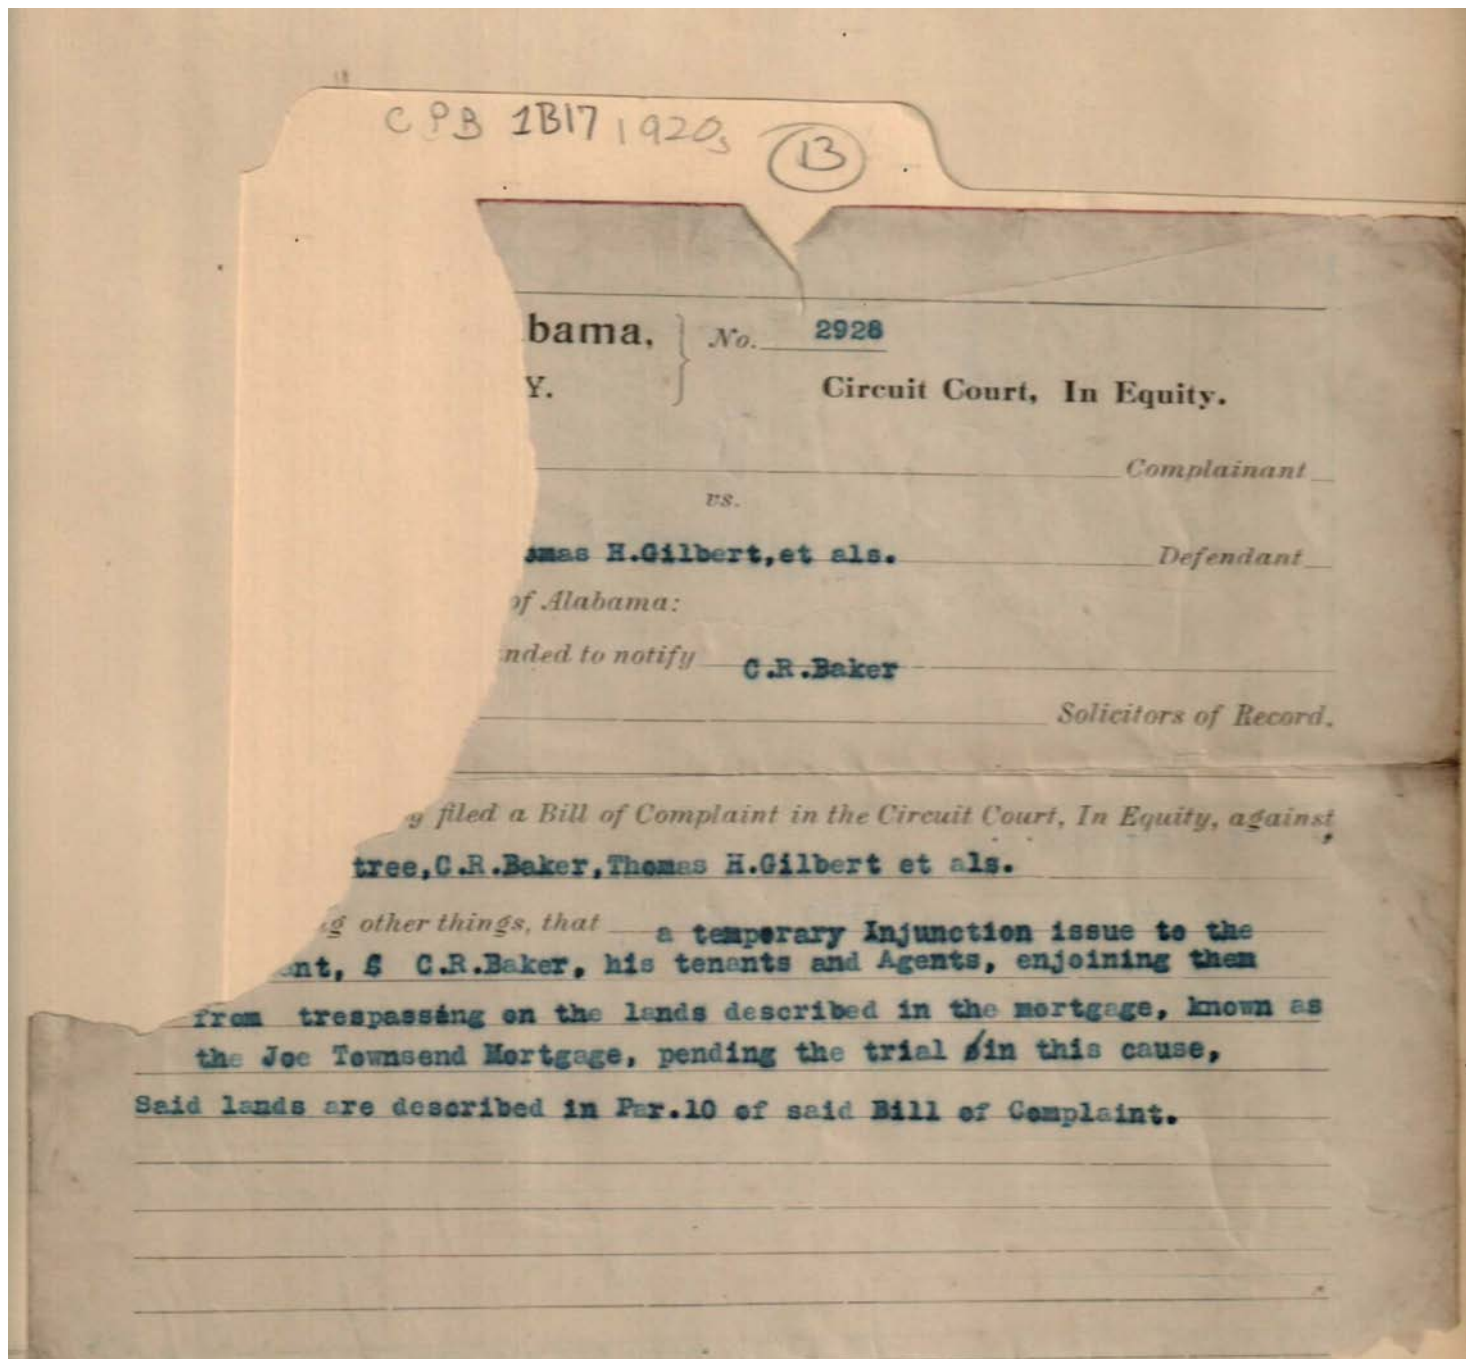 CPB 1B17 1920s 13
bama, No. 2928
Y. Circuit Court, In Equity.
Complainant
vs.
omas H.Gilbert,et als. Defendant
of Alabama:
nded to notify C.R.Baker
Solicitors of Record.
g filed a Bill of Complaint in the Circuit Court, In Equity, against,
tree,C.R.Baker,Thomas H.Gilbert et als.
g other things, that a temporary Injunction issue to the
nt, & C.R.Baker, his tenants and Agents, enjoining them
from trespassing on the lands described in the mortgage, known as
the Joe Townsend Mortgage, pending the trial in this cause,
Said lands are described in Par.10 of said Bill of Complaint.